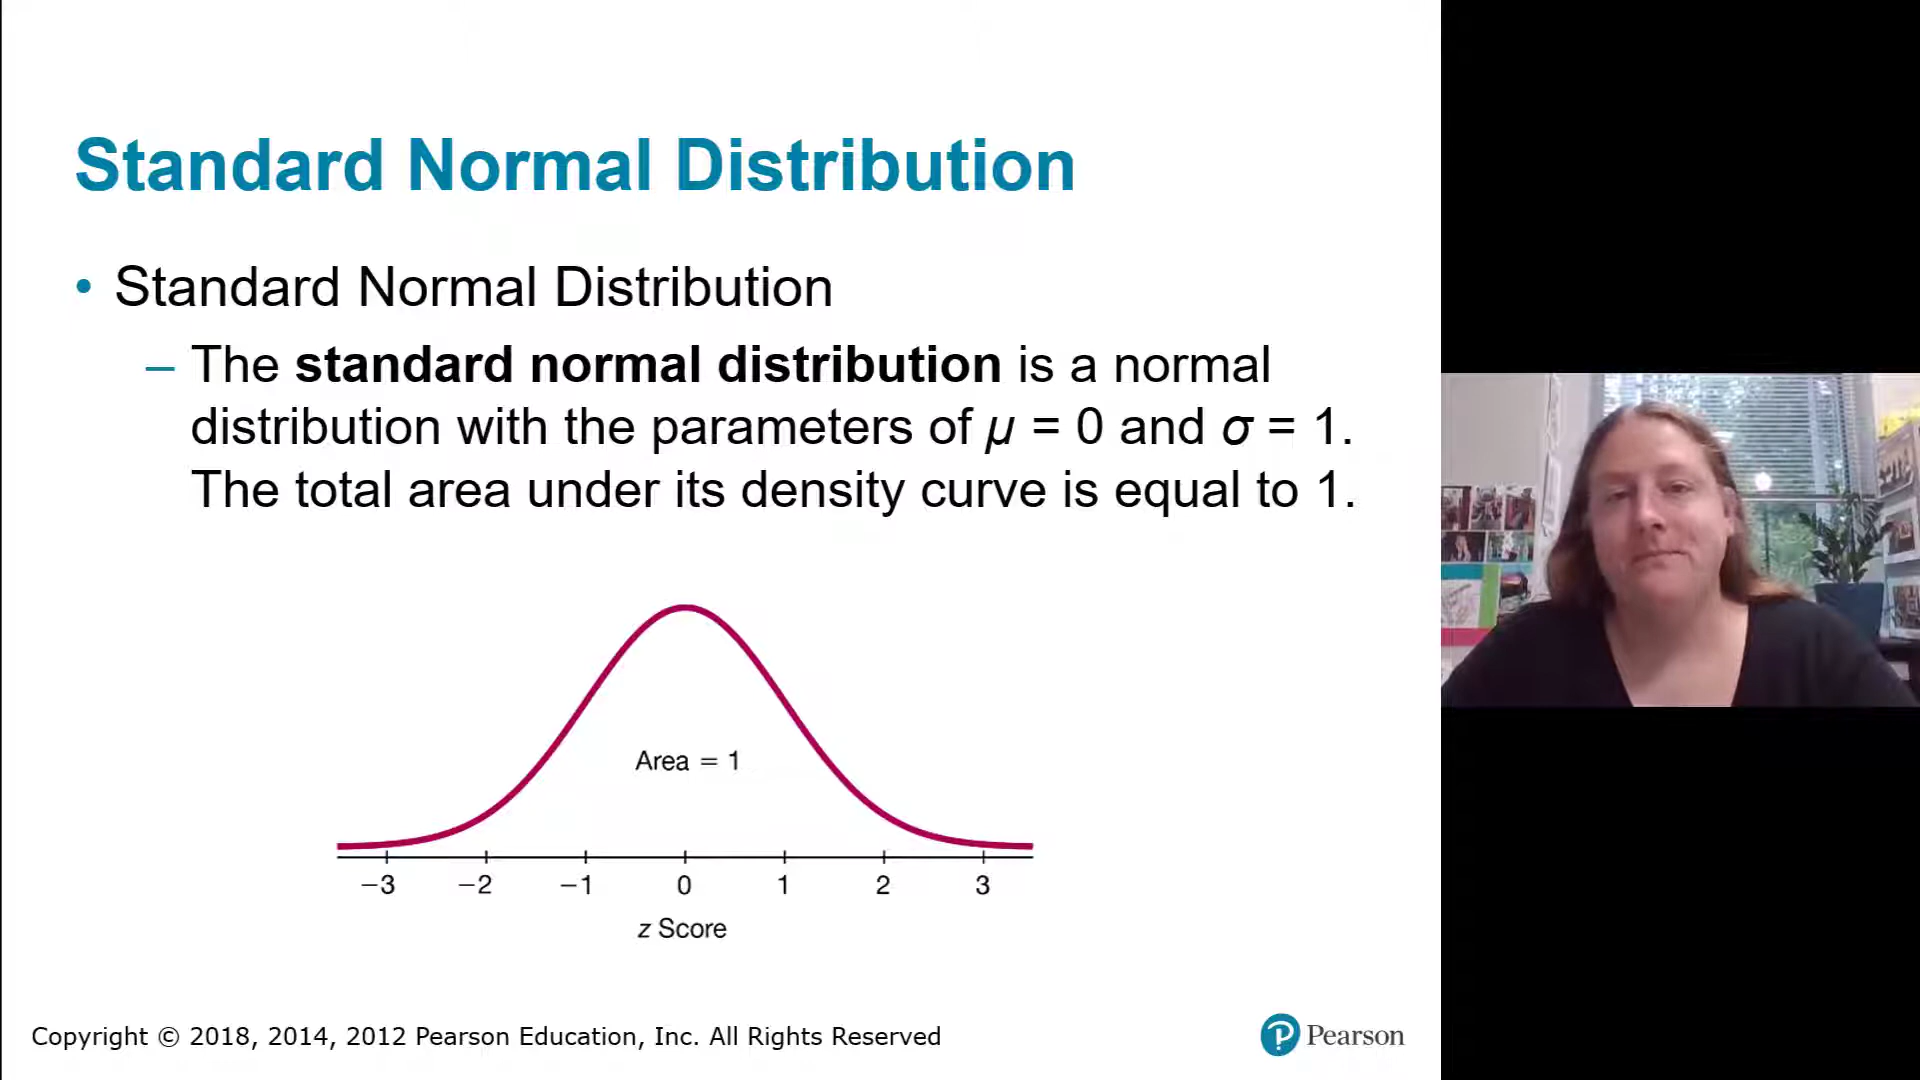 Standard Normal Distribution
• Standard Normal Distribution
– The standard normal distribution is a normal
distribution with the parameters of μ = 0 and σ = 1.
The total area under its density curve is equal to 1.
Area = 1
−3 −2 −1 0 1 2 3
z Score
Copyright © 2018, 2014, 2012 Pearson Education, Inc. All Rights Reserved
Pearson